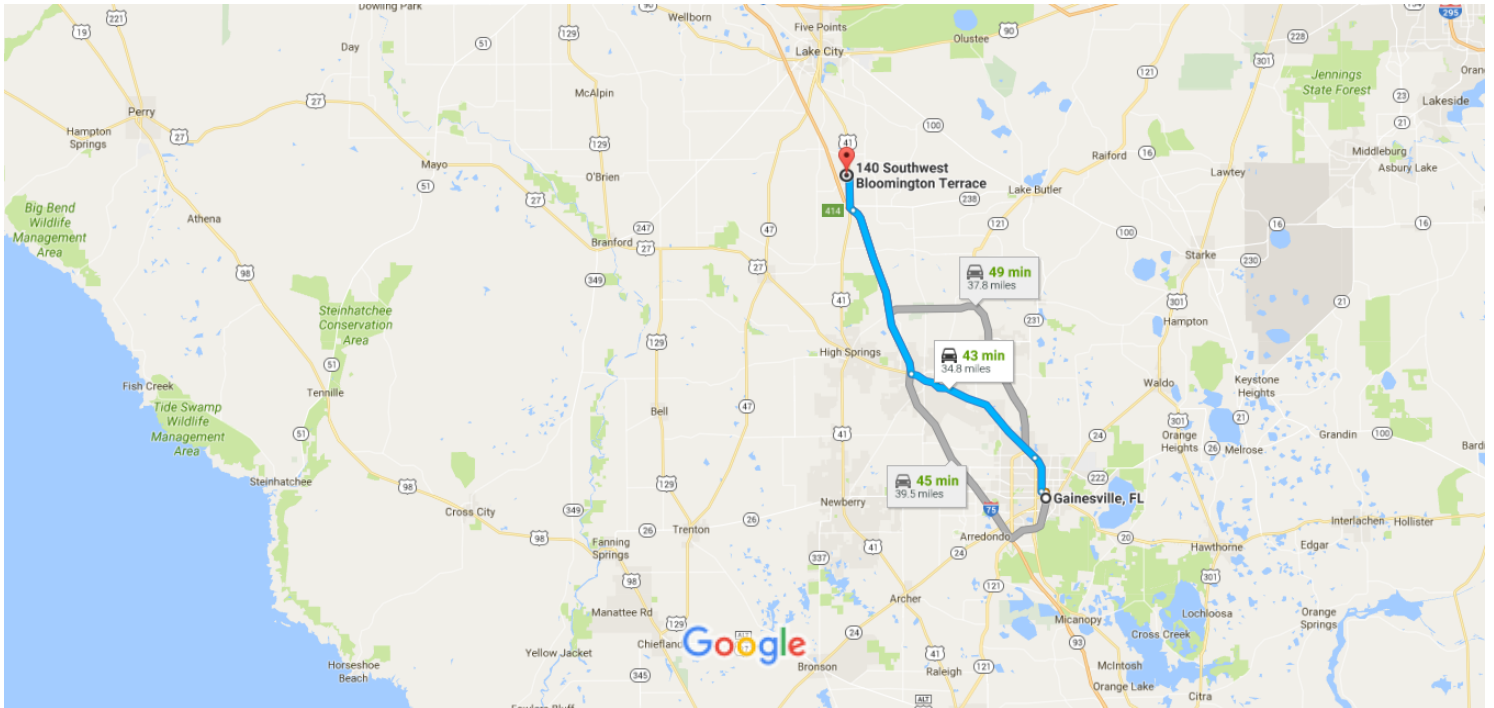 221
Dowling Park
90
Wellborn
Five Points
Olustee
90
228
295
19
Day
51
129
Lake City
301
Jennings
State Forest
121
McAlpin
27
Perry
23
Lakeside
100
21
Hampton
Springs
27
27
41
140 Southwest
Bloomington Terrace
Raiford
16
Middleburg
Asbury Lake
Mayo
O'Brien
51
Lawtey
Lake Butler
238
414
Big Bend
Wildlife
Management
Area
Athena
247
47
100
16
16
Branford
27
Starke
230
98
27
349
49 min
37.8 miles
Steinhatchee
Conservation
Area
41
301
21
231
Hampton
129
High Springs
43 min
34.8 miles
51
Fish Creek
Tennille
Waldo
Keystone
Heights
Tide Swamp
Wildlife
Management
Area
Bell
47
21
301
24
Orange
Heights
26
Grandin
100
51
41
Melrose
45 min
39.5 miles
Steinhatchee
98
129
222
Newberry
Gainesville, FL
Cross City
349
75
26
26
Trenton
Interlachen
Hollister
98
Fanning
Springs
Arredondo
20
Hawthorne
Edgar
41
24
337
98
121
301
Archer
Manattee Rd
129
Micanopy
Lochloosa
Orange
Springs
Chiefland
Google
24
93
Cross Creek
Yellow Jacket
41
Horseshoe
Beach
345
Bronson
Raleigh
121
McIntosh
Orange Lake
301
Citra
ALT